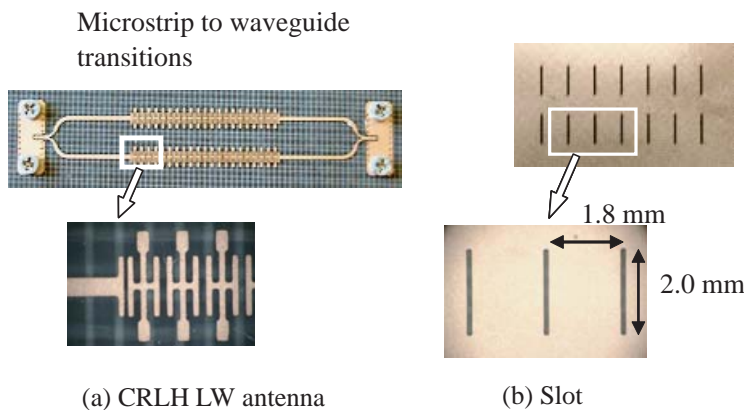 Microstrip to waveguide
transitions
1.8 mm
2.0 mm
(a) CRLH LW antenna
(b) Slot